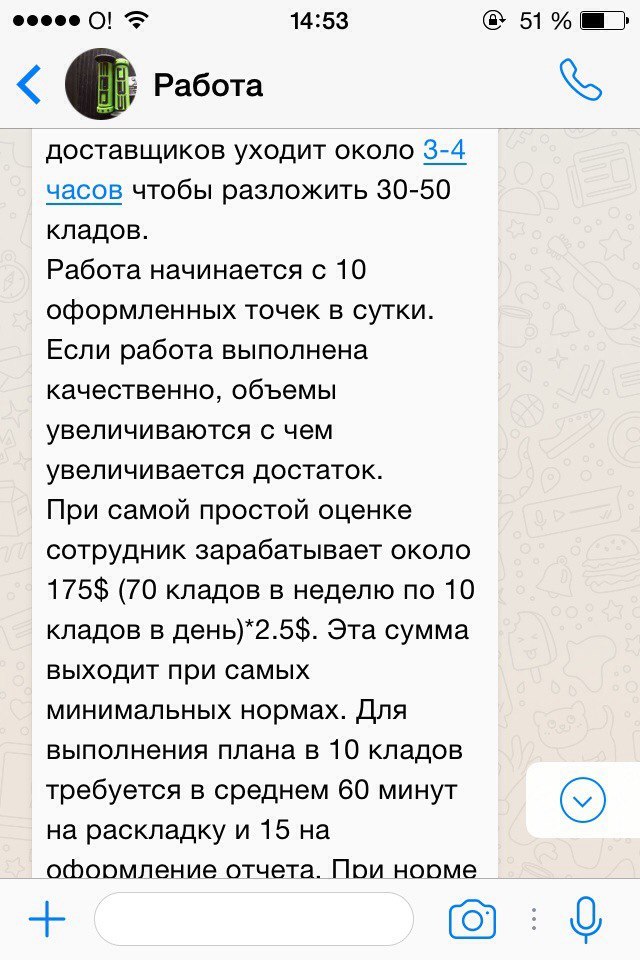 O!
14:53
51 %
Работа
доставщиков уходит около 3-4
часов чтобы разложить 30-50
кладов.
Работа начинается с 10
оформленных точек в сутки.
Если работа выполнена
качественно, объемы
увеличиваются с чем
увеличивается достаток.
При самой простой оценке
сотрудник зарабатывает около
175$ (70 кладов в неделю по 10
кладов в день)*2.5$. Эта сумма
выходит при самых
минимальных нормах. Для
выполнения плана в 10 кладов
требуется в среднем 60 минут
на раскладку и 15 на
оформление отчета. При норме